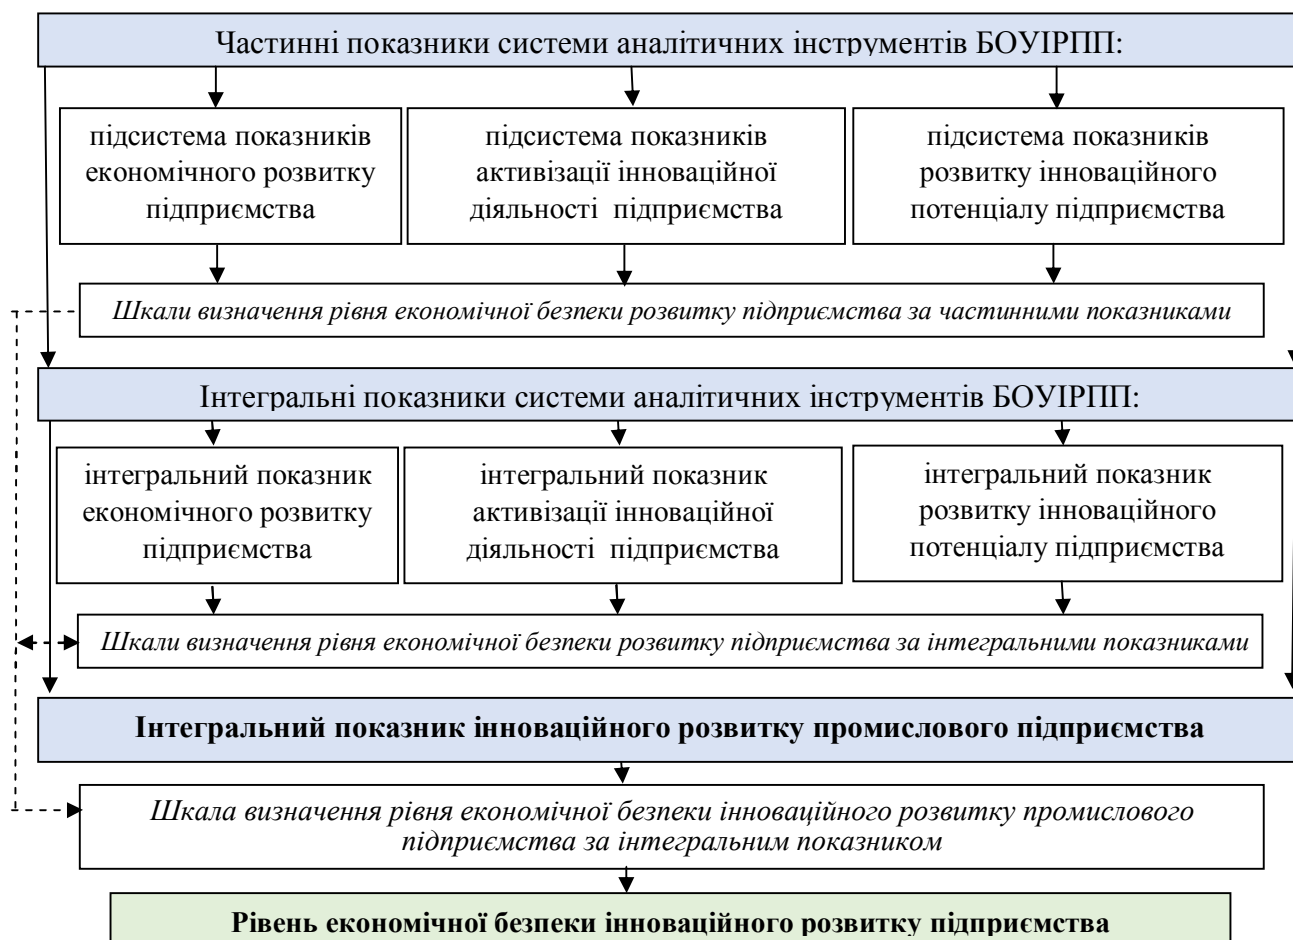 Частинні показники системи аналітичних інструментів БОУІРПП:
підсистема показників
економічного розвитку
підприємства
підсистема показників
активізації інноваційної
діяльності підприємства
підсистема показників
розвитку інноваційного
потенціалу підприємства
Шкали визначення рівня економічної безпеки розвитку підприємства за частинними показниками
Інтегральні показники системи аналітичних інструментів БОУІРПП:
інтегральний показник
економічного розвитку
підприємства
інтегральний показник
активізації інноваційної
діяльності підприємства
інтегральний показник
розвитку інноваційного
потенціалу підприємства
Шкали визначення рівня економічної безпеки розвитку підприємства за інтегральними показниками
Інтегральний показник інноваційного розвитку промислового підприємства
Шкала визначення рівня економічної безпеки інноваційного розвитку промислового
підприємства за інтегральним показником
Рівень економічної безпеки інноваційного розвитку підприємства